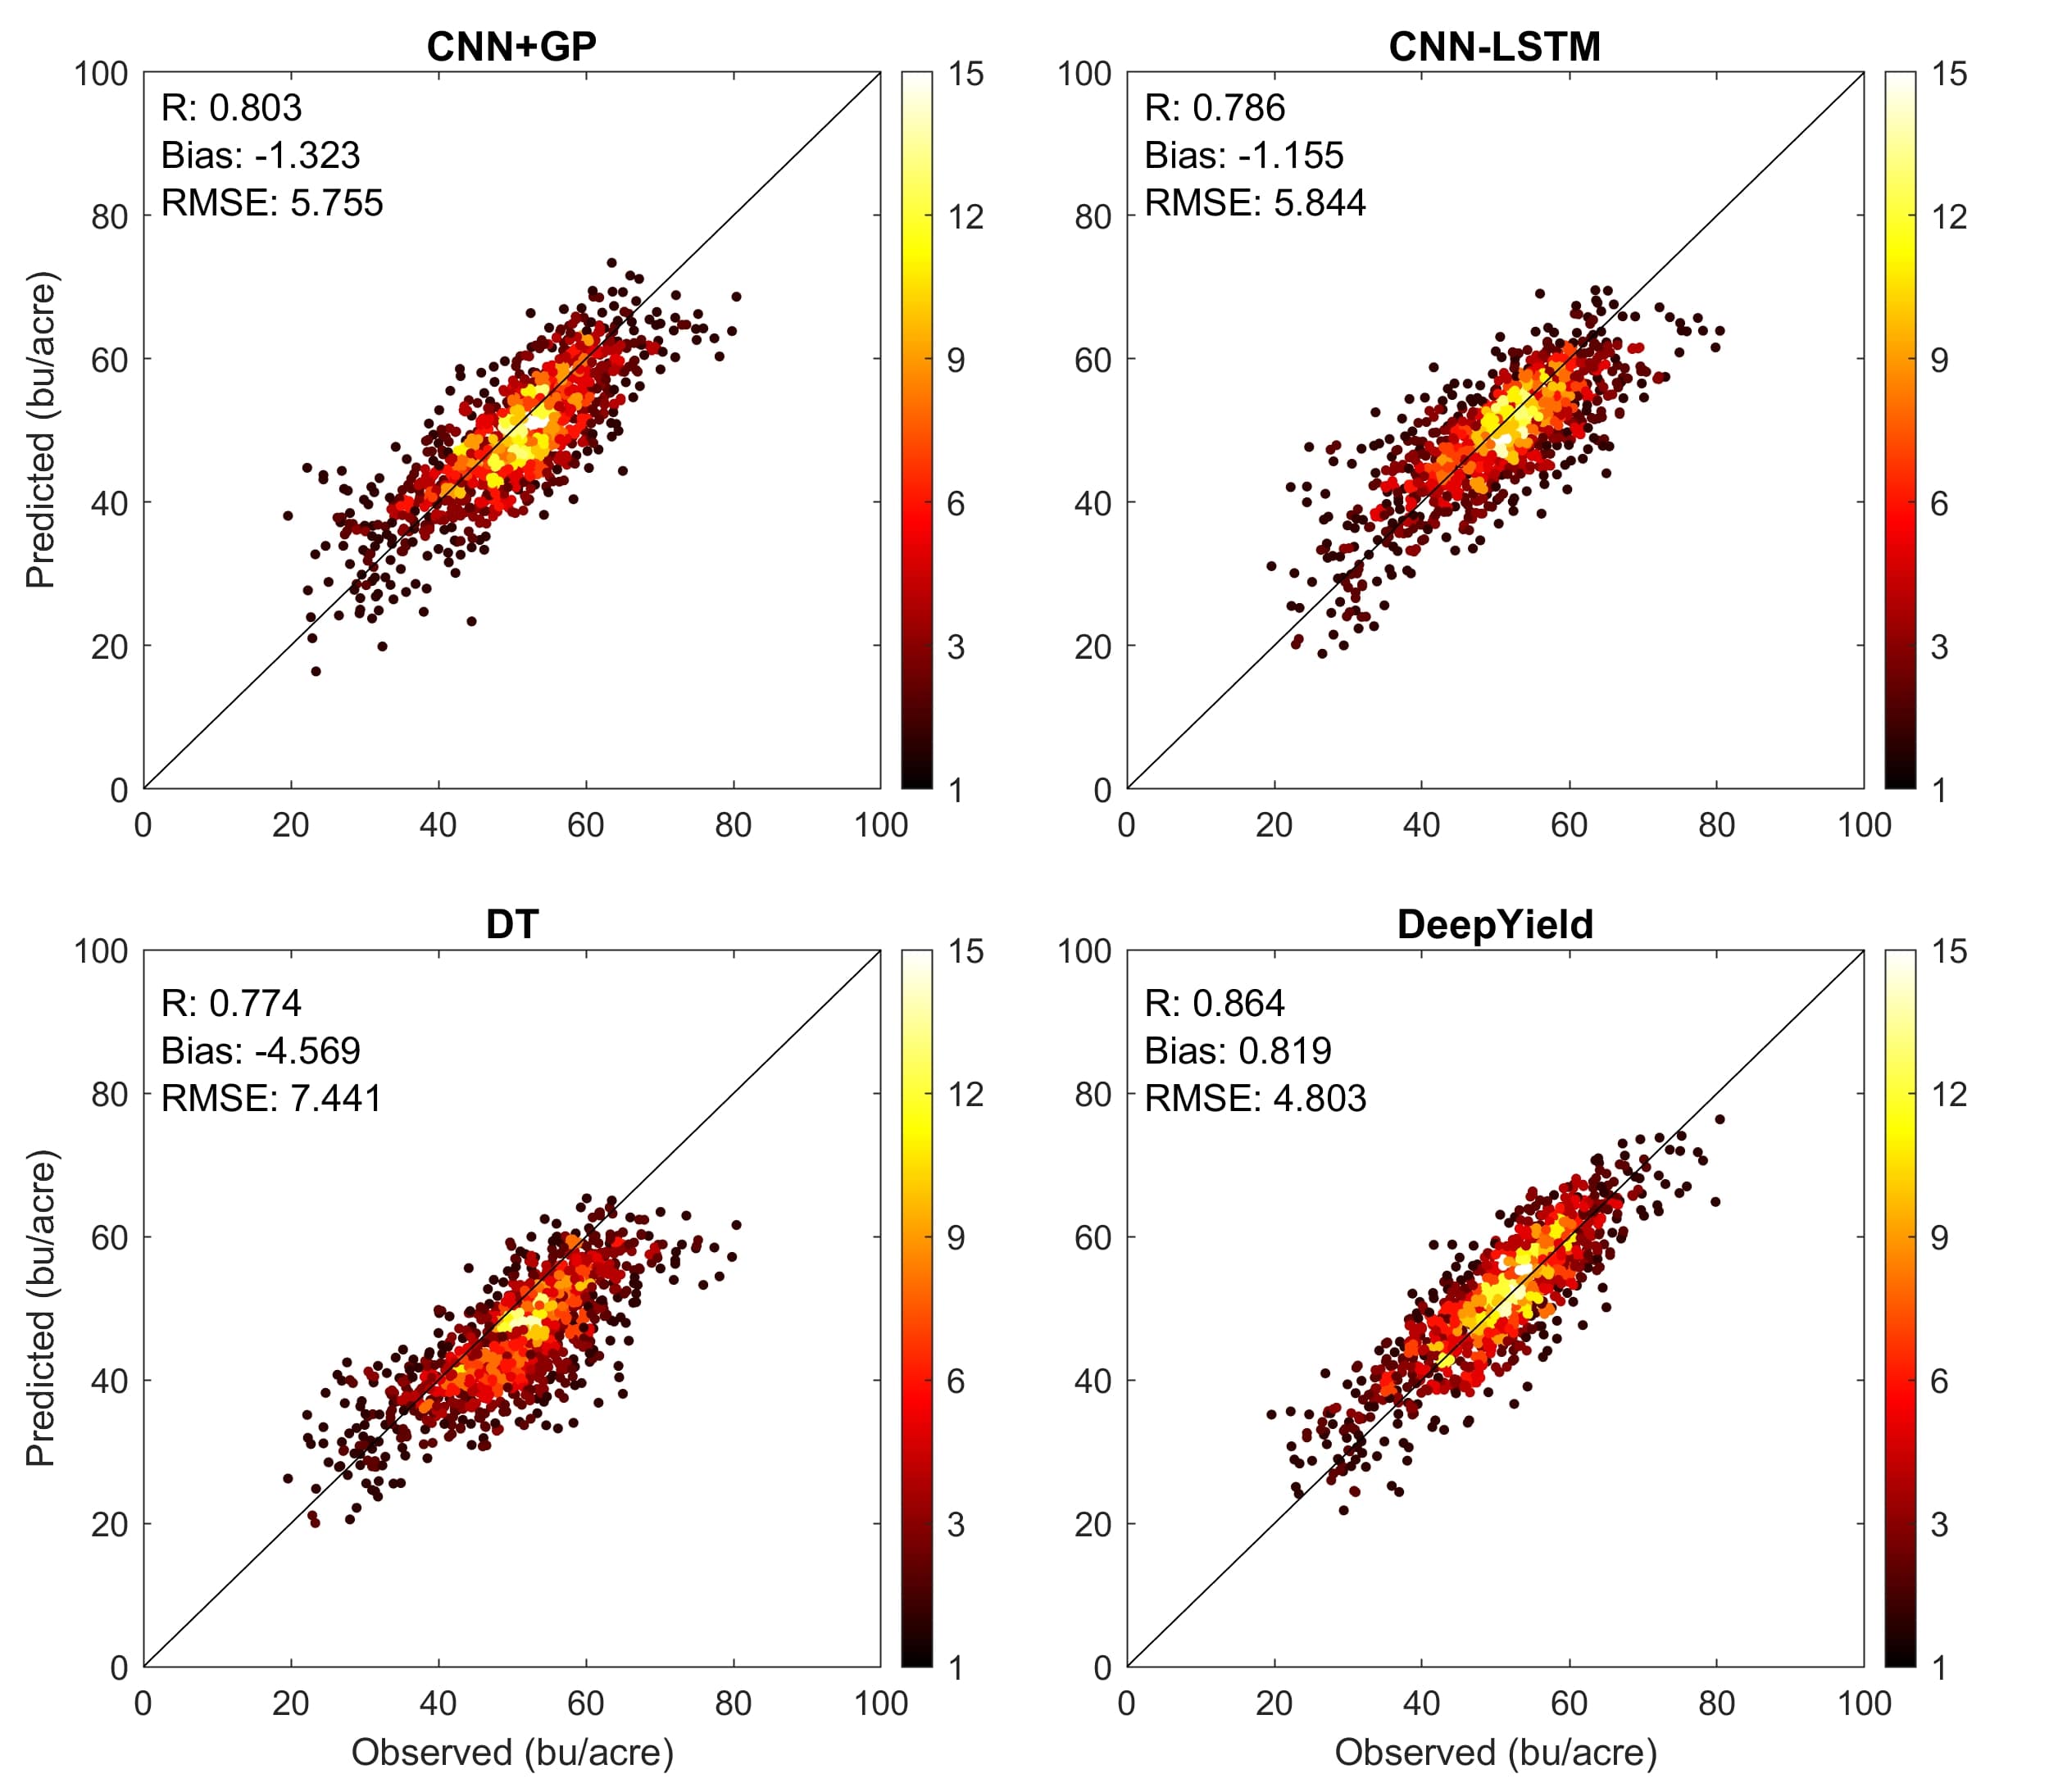 CNN+GP
100
80
60
40
20
0
0 20 40 60 80 100
Predicted (bu/acre)
R: 0.803
Bias: -1.323
RMSE: 5.755
15
12
9
6
3
1
CNN-LSTM
100
80
60
40
20
0
0 20 40 60 80 100
R: 0.786
Bias: -1.155
RMSE: 5.844
15
12
9
6
3
1
DT
100
80
60
40
20
0
0 20 40 60 80 100
Predicted (bu/acre)
Observed (bu/acre)
R: 0.774
Bias: -4.569
RMSE: 7.441
15
12
9
6
3
1
DeepYield
100
80
60
40
20
0
0 20 40 60 80 100
Observed (bu/acre)
R: 0.864
Bias: 0.819
RMSE: 4.803
15
12
9
6
3
1